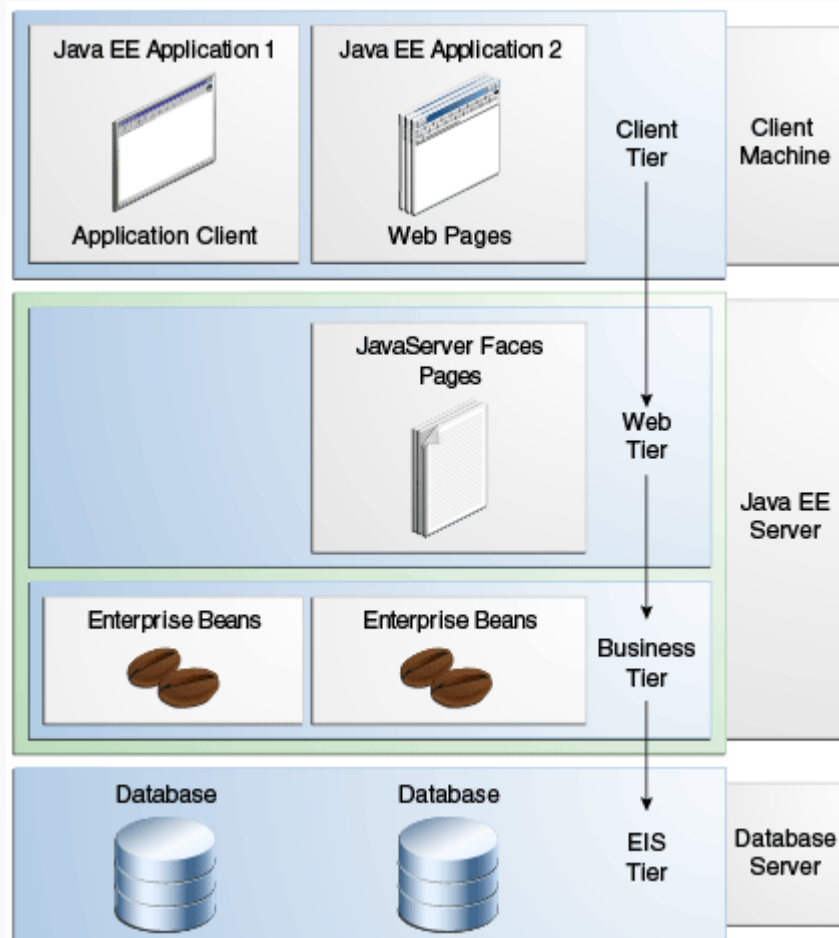 Java EE Application 1
Java EE Application 2
Application Client
Web Pages
Client
Tier
Client
Machine
JavaServer Faces
Pages
Web
Tier
Java EE
Server
Enterprise Beans
Enterprise Beans
Business
Tier
Database
Database
EIS
Tier
Database
Server